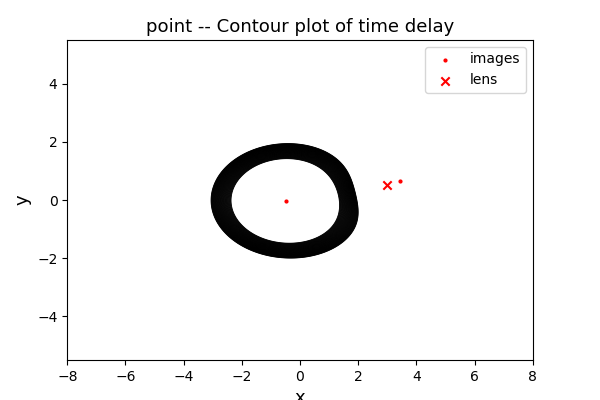 point -- Contour plot of time delay
images
lens
y
4
2
0
−2
−4
−8 −6 −4 −2 0 2 4 6 8
x